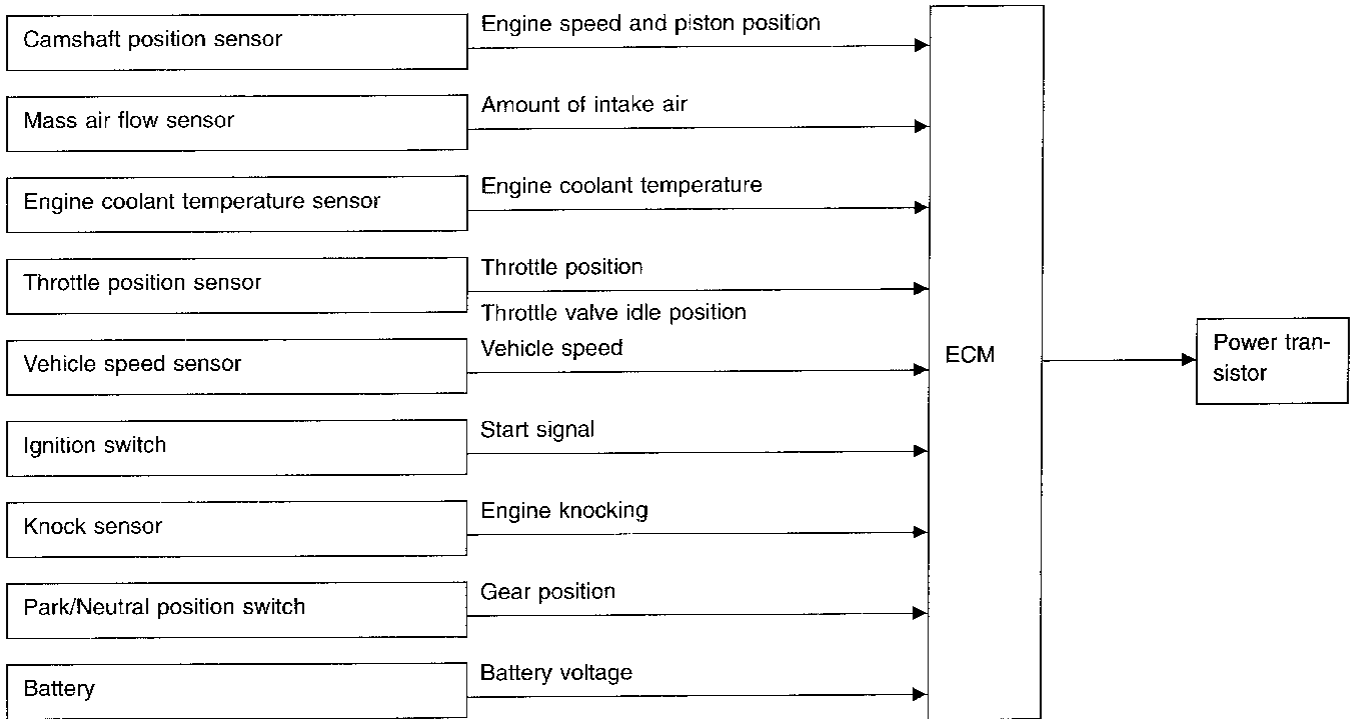 Camshaft position sensor
Engine speed and piston position
Mass air flow sensor
Amount of intake air
Engine coolant temperature sensor
Engine coolant temperature
Throttle position sensor
Throttle position
Throttle valve idle position
Vehicle speed sensor
Vehicle speed
Ignition switch
Start signal
Knock sensor
Engine knocking
Park/Neutral position switch
Gear position
Battery
Battery voltage
ECM
Power tran-
sistor